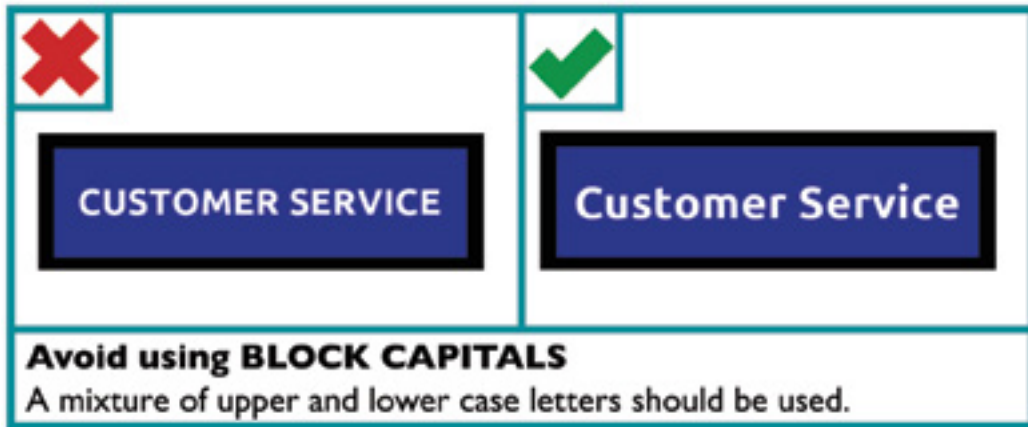 CUSTOMER SERVICE
Customer Service
Avoid using BLOCK CAPITALS
A mixture of upper and lower case letters should be used.